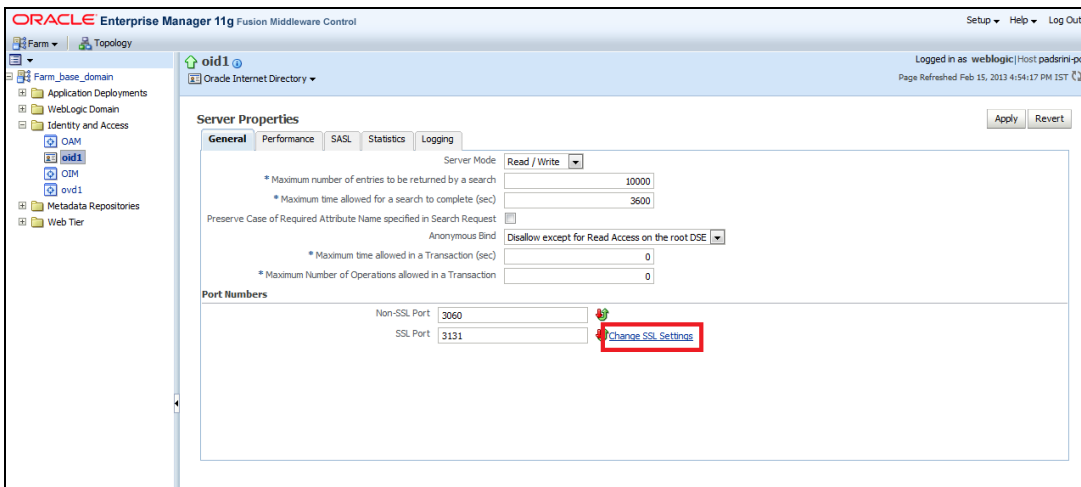 ORACLE Enterprise Manager 11g Fusion Middleware Control
Setup Help Log Out
Farm Topology
Farm_base_domain
Application Deployments
WebLogic Domain
Identity and Access
OAM
oid1
OIM
ovd1
Metadata Repositories
Web Tier
oid1
Oracle Internet Directory
Logged in as weblogic|Host padsrini-pc
Page Refreshed Feb 15, 2013 4:54:17 PM IST
Server Properties
Apply Revert
General Performance SASL Statistics Logging
Server Mode Read / Write
* Maximum number of entries to be returned by a search 10000
* Maximum time allowed for a search to complete (sec) 3600
Preserve Case of Required Attribute Name specified in Search Request
Anonymous Bind Disallow except for Read Access on the root DSE
* Maximum time allowed in a Transaction (sec) 0
* Maximum Number of Operations allowed in a Transaction 0
Port Numbers
Non-SSL Port 3060
SSL Port 3131 Change SSL Settings